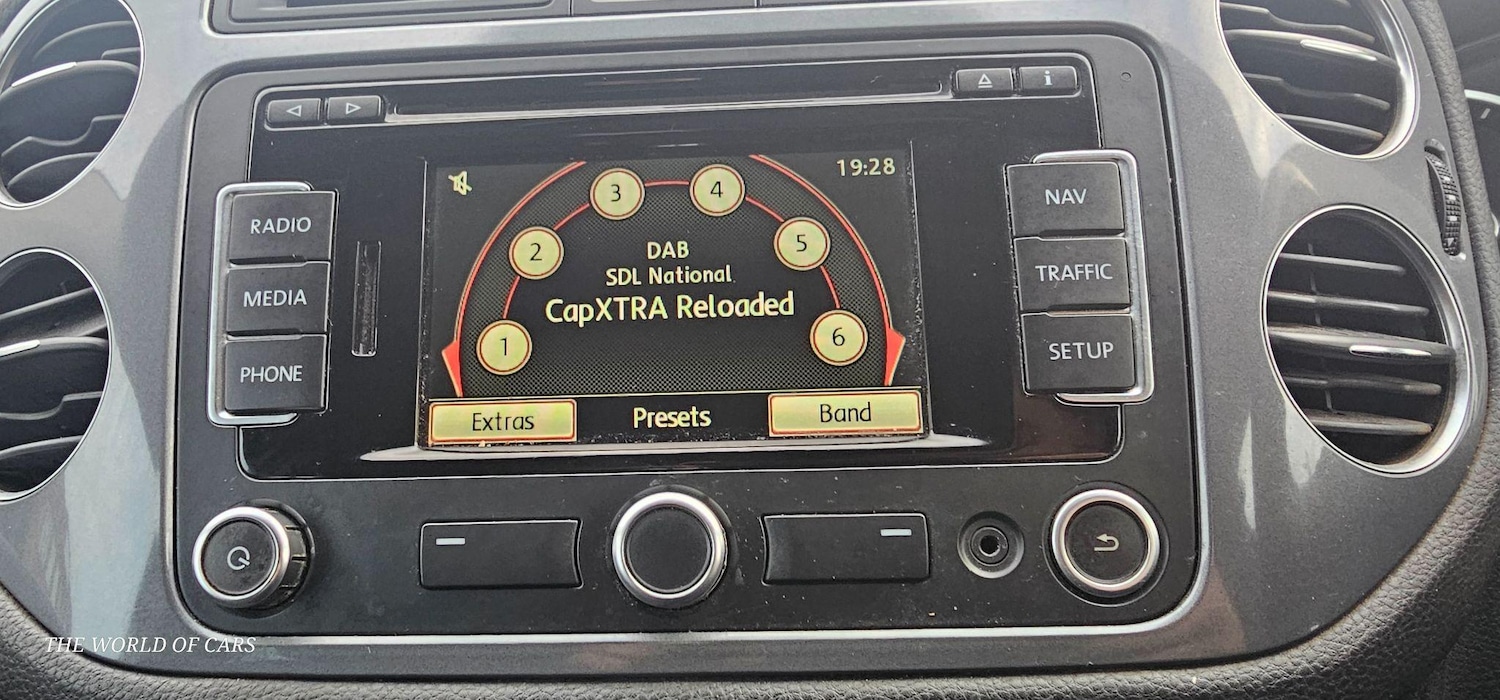 i
19:28
3
4
RADIO
NAV
2
5
DAB
SDL National
MEDIA
TRAFFIC
CapXTRA Reloaded
1
6
PHONE
SETUP
Extras
Presets
Band
THE WORLD OF CARS